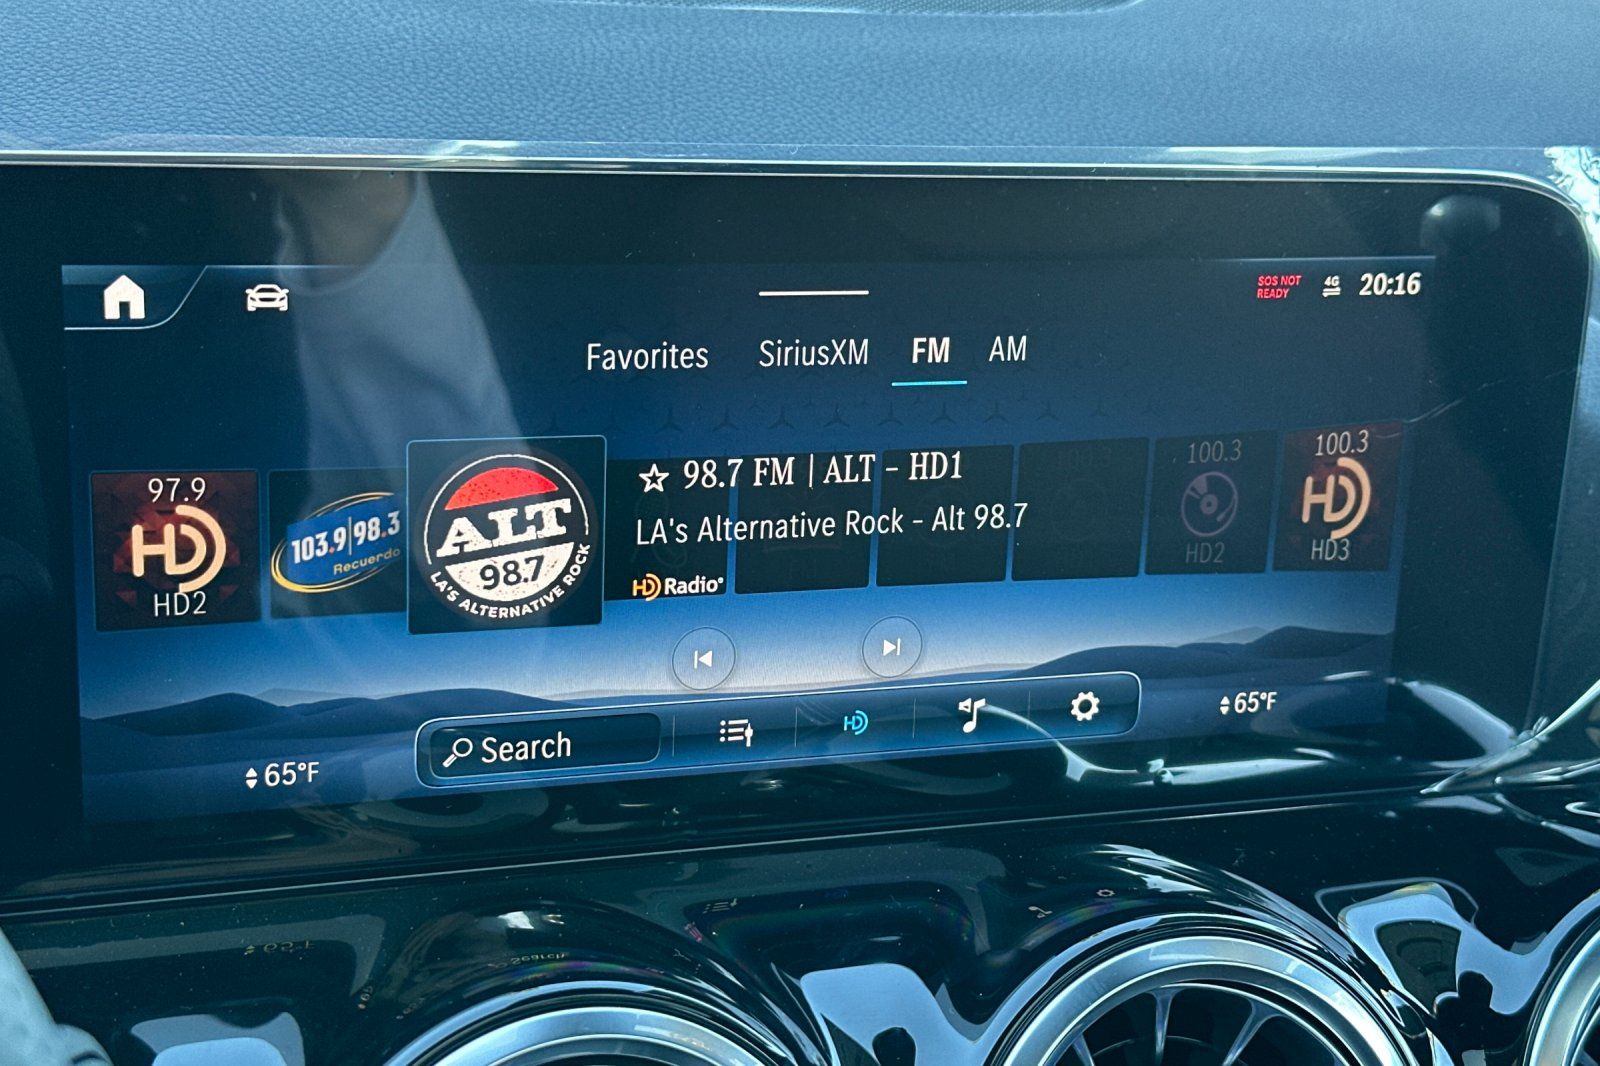 SOS NOT
READY
4G
20:16
Favorites
SiriusXM
FM
AM
97.9
HD2
103.9|98.3
Recuerdo
ALT
98.7
LA'S ALTERNATIVE ROCK
98.7 FM | ALT - HD1
LA's Alternative Rock - Alt 98.7
HD Radio®
100.3
HD2
100.3
HD
HD3
65°F
Search
HD
65°F